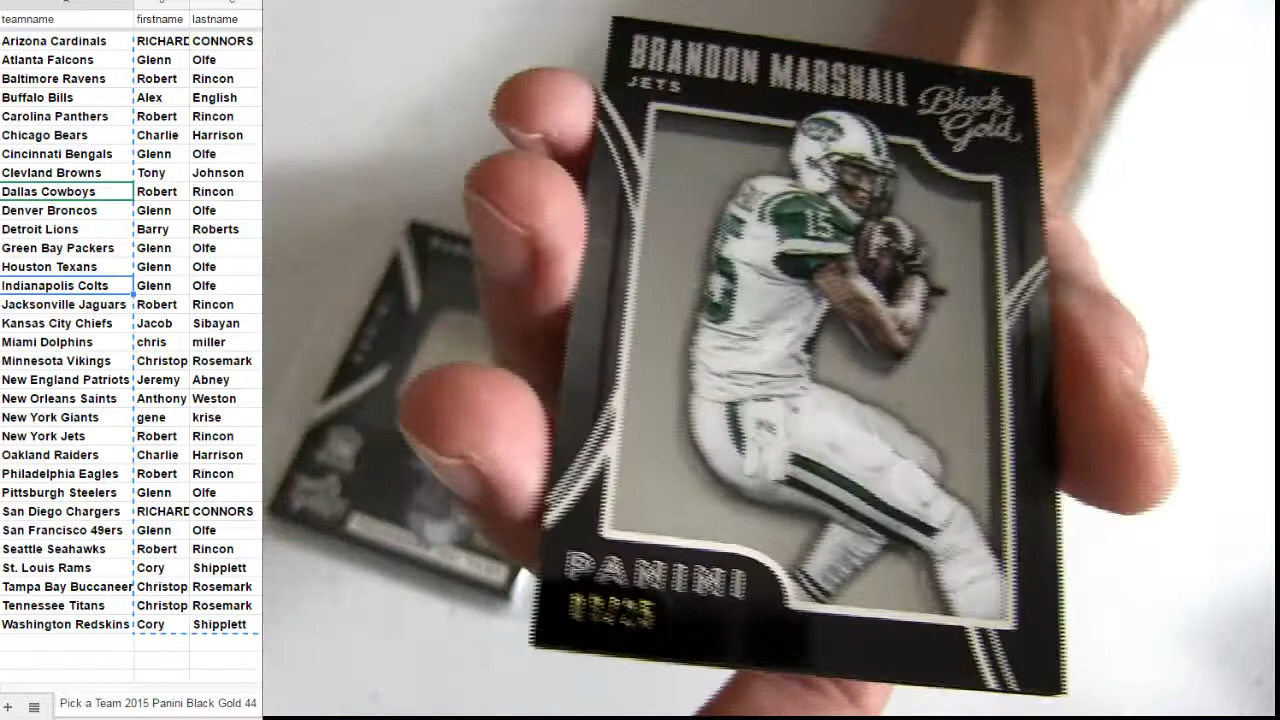 teamname firstname lastname
Arizona Cardinals RICHARD CONNORS
Atlanta Falcons Glenn Olfe
Baltimore Ravens Robert Rincon
Buffalo Bills Alex English
Carolina Panthers Robert Rincon
Chicago Bears Charlie Harrison
Cincinnati Bengals Glenn Olfe
Clevland Browns Tony Johnson
Dallas Cowboys Robert Rincon
Denver Broncos Glenn Olfe
Detroit Lions Barry Roberts
Green Bay Packers Glenn Olfe
Houston Texans Glenn Olfe
Indianapolis Colts Glenn Olfe
Jacksonville Jaguars Robert Rincon
Kansas City Chiefs Jacob Sibayan
Miami Dolphins chris miller
Minnesota Vikings Christop Rosemark
New England Patriots Jeremy Abney
New Orleans Saints Anthony Weston
New York Giants gene krise
New York Jets Robert Rincon
Oakland Raiders Charlie Harrison
Philadelphia Eagles Robert Rincon
Pittsburgh Steelers Glenn Olfe
San Diego Chargers RICHARD CONNORS
San Francisco 49ers Glenn Olfe
Seattle Seahawks Robert Rincon
St. Louis Rams Cory Shipplett
Tampa Bay Buccaneer Christop Rosemark
Tennessee Titans Christop Rosemark
Washington Redskins Cory Shipplett
Pick a Team 2015 Panini Black Gold 44
BRANDON MARSHALL
JETS
Black
Gold
15
PANINI